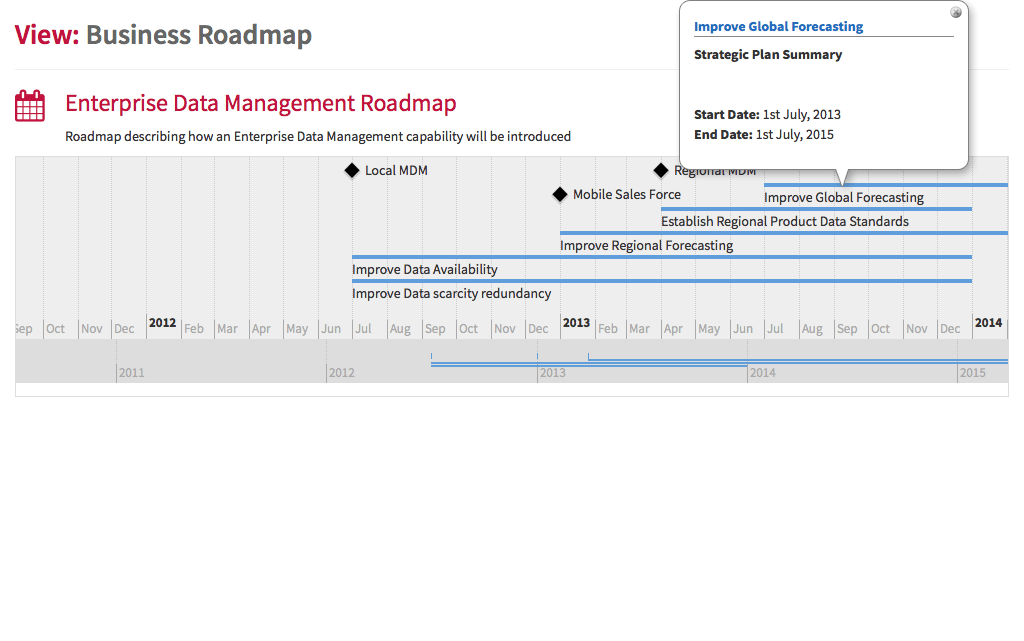 View: Business Roadmap
Improve Global Forecasting
Strategic Plan Summary
Start Date: 1st July, 2013
End Date: 1st July, 2015
Enterprise Data Management Roadmap
Roadmap describing how an Enterprise Data Management capability will be introduced
Local MDM
Regional MDM
Mobile Sales Force
Improve Global Forecasting
Establish Regional Product Data Standards
Improve Regional Forecasting
Improve Data Availability
Improve Data scarcity redundancy
Sep Oct Nov Dec 2012 Feb Mar Apr May Jun Jul Aug Sep Oct Nov Dec 2013 Feb Mar Apr May Jun Jul Aug Sep Oct Nov Dec 2014
2011 2012 2013 2014 2015